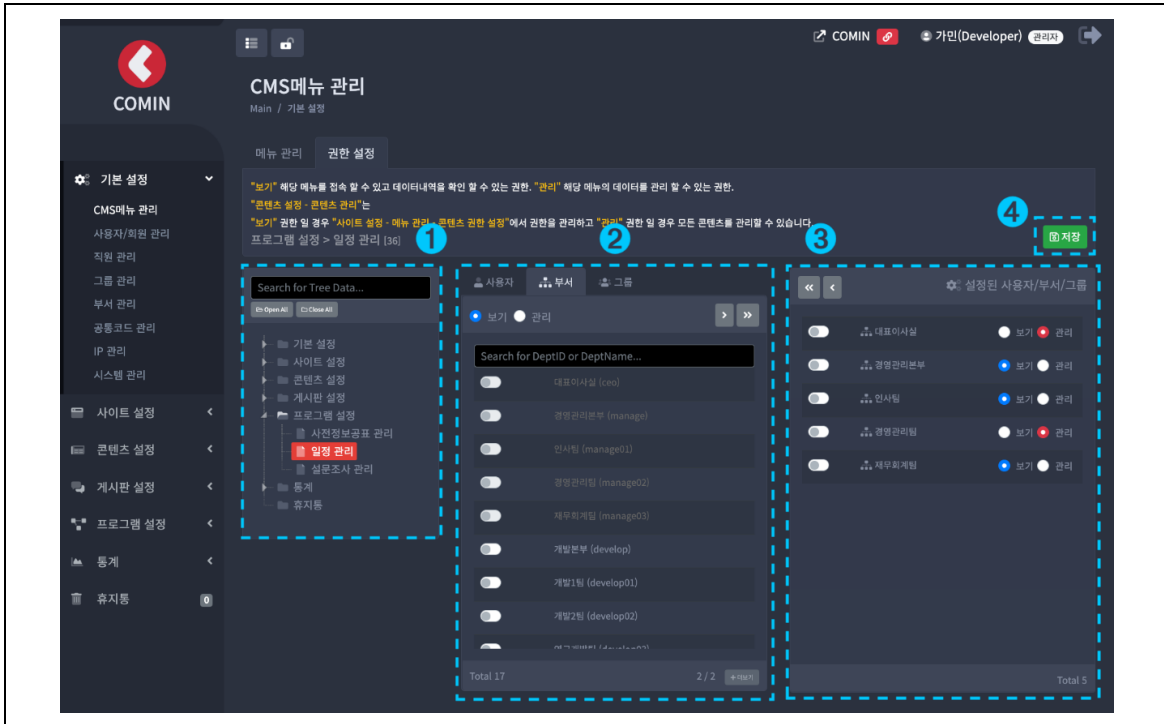 COMIN
가민(Developer) 관리자
COMIN
CMS메뉴 관리
Main / 기본 설정
메뉴 관리
권한 설정
"보기" 해당 메뉴를 접속 할 수 있고 데이터내역을 확인 할 수 있는 권한. "관리" 해당 메뉴의 데이터를 관리 할 수 있는 권한.
"콘텐츠 설정 - 콘텐츠 관리"는
"보기" 권한 일 경우 "사이트 설정 - 메뉴 관리 - 콘텐츠 권한 설정"에서 권한을 관리하고 "관리" 권한 일 경우 모든 콘텐츠를 관리할 수 있습니다
프로그램 설정 > 일정 관리 [36]
기본 설정
CMS메뉴 관리
사용자/회원 관리
직원 관리
그룹 관리
부서 관리
공통코드 관리
IP 관리
시스템 관리
사이트 설정
콘텐츠 설정
게시판 설정
프로그램 설정
통계
휴지통 0
1
Search for Tree Data...
Open All
Close All
기본 설정
사이트 설정
콘텐츠 설정
게시판 설정
프로그램 설정
사전정보공표 관리
일정 관리
설문조사 관리
통계
휴지통
2
사용자
부서
그룹
보기 관리
Search for DeptID or DeptName...
대표이사실 (ceo)
경영관리본부 (manage)
인사팀 (manage01)
경영관리팀 (manage02)
재무회계팀 (manage03)
개발본부 (develop)
개발1팀 (develop01)
개발2팀 (develop02)
Total 17
2 / 2
+더보기
3
설정된 사용자/부서/그룹
대표이사실 보기 관리
경영관리본부 보기 관리
인사팀 보기 관리
경영관리팀 보기 관리
재무회계팀 보기 관리
Total 5
4
저장